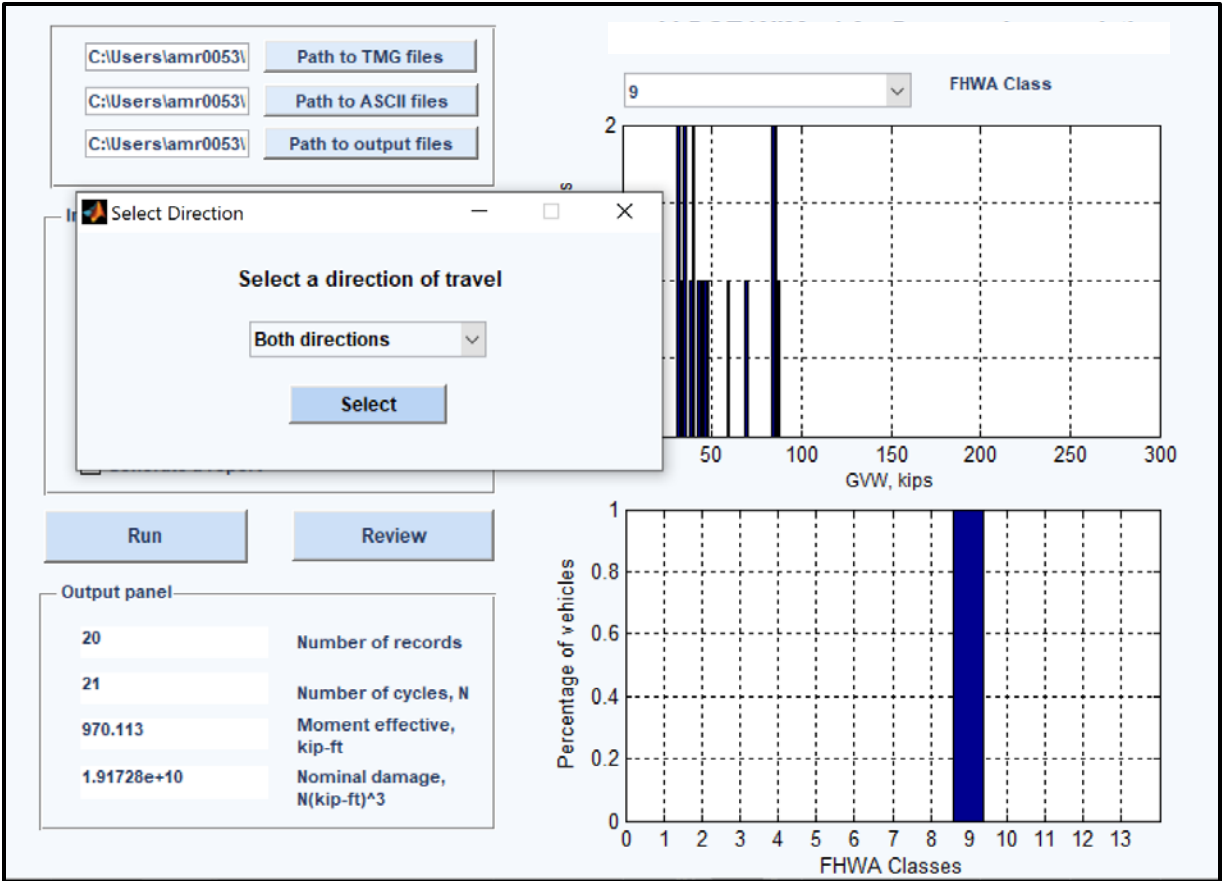 C:\Users\amr0053\
Path to TMG files
C:\Users\amr0053\
Path to ASCII files
C:\Users\amr0053\
Path to output files
9
FHWA Class
Select Direction
Select a direction of travel
Both directions
Select
2
50 100 150 200 250 300
GVW, kips
Run
Review
Output panel
20
Number of records
21
Number of cycles, N
970.113
Moment effective,
kip-ft
1.91728e+10
Nominal damage,
N(kip-ft)^3
Percentage of vehicles
1
0.8
0.6
0.4
0.2
0
0 1 2 3 4 5 6 7 8 9 10 11 12 13
FHWA Classes